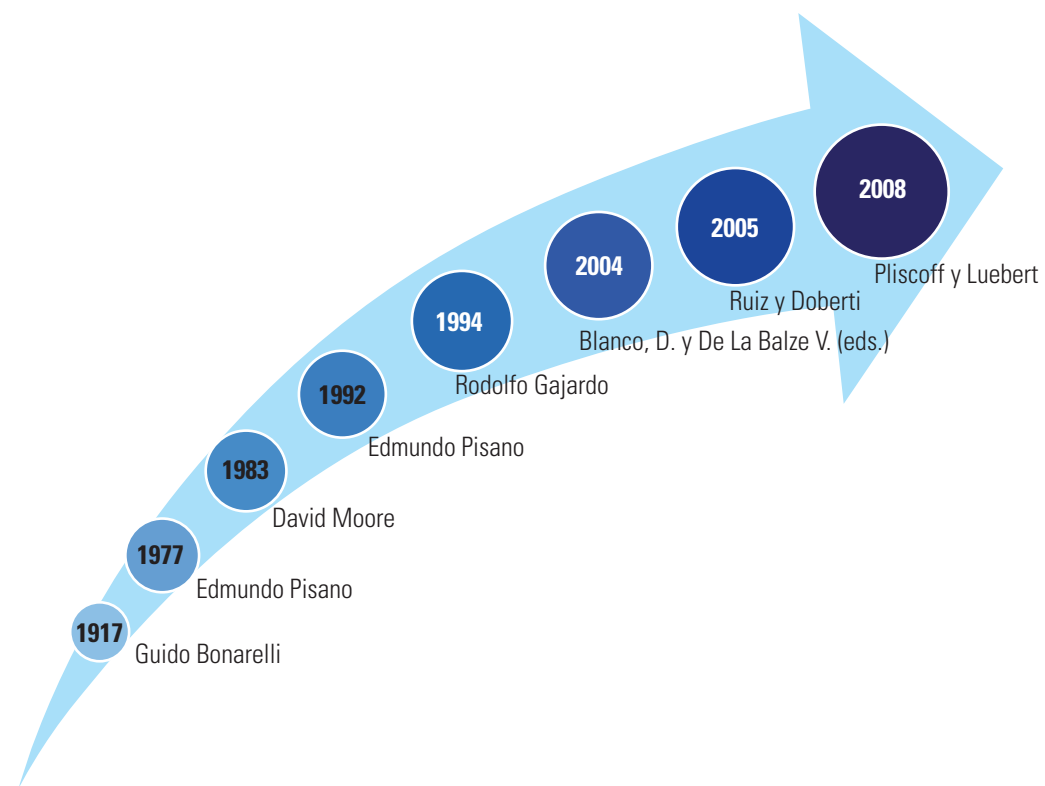 1917
Guido Bonarelli
1977
Edmundo Pisano
1983
David Moore
1992
Edmundo Pisano
1994
Rodolfo Gajardo
2004
Blanco, D. y De La Balze V. (eds.)
2005
Ruiz y Doberti
2008
Pliscoff y Luebert